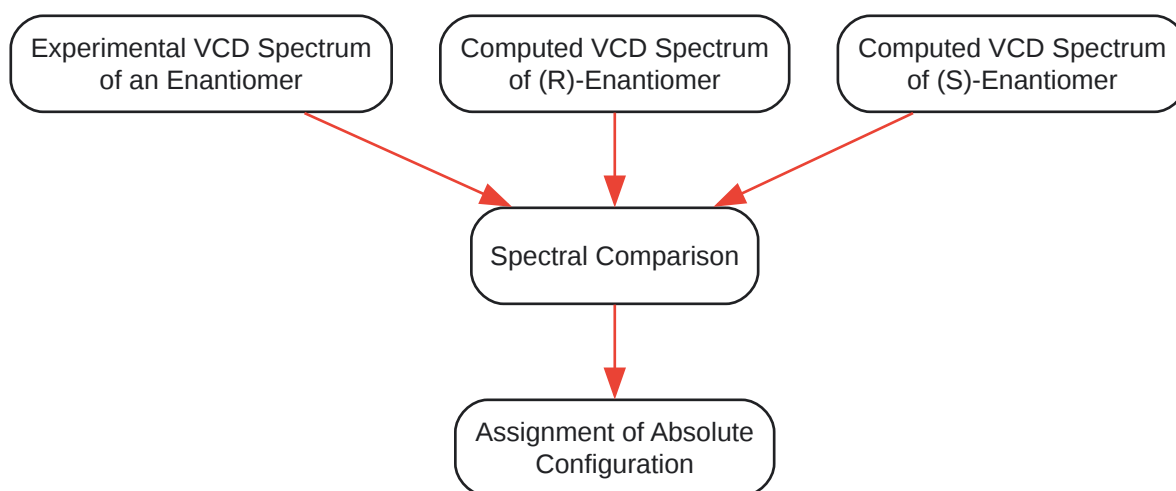 Experimental VCD Spectrum
of an Enantiomer
Computed VCD Spectrum
of (R)-Enantiomer
Computed VCD Spectrum
of (S)-Enantiomer
Spectral Comparison
Assignment of Absolute
Configuration